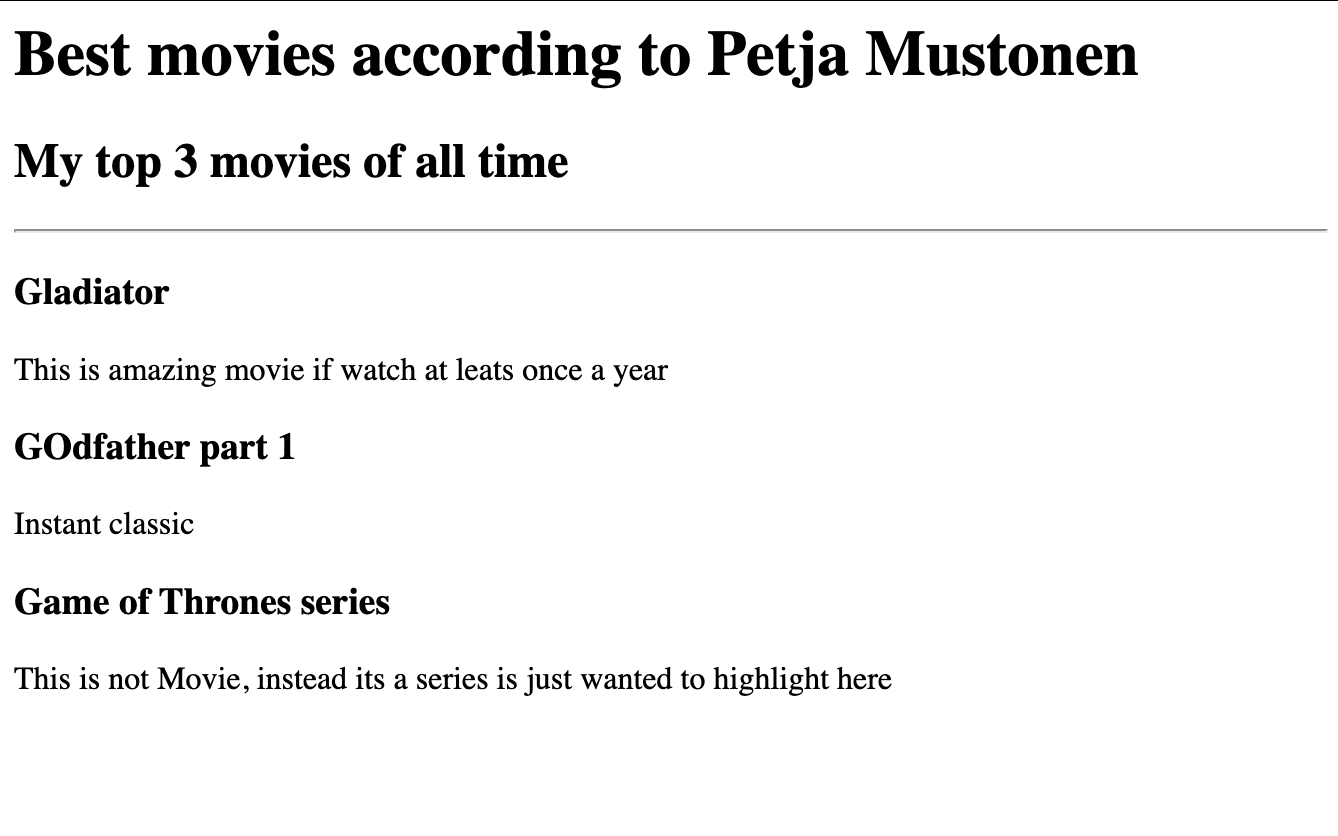 Best movies according to Petja Mustonen
My top 3 movies of all time
Gladiator
This is amazing movie if watch at leats once a year
GOdfather part 1
Instant classic
Game of Thrones series
This is not Movie, instead its a series is just wanted to highlight here